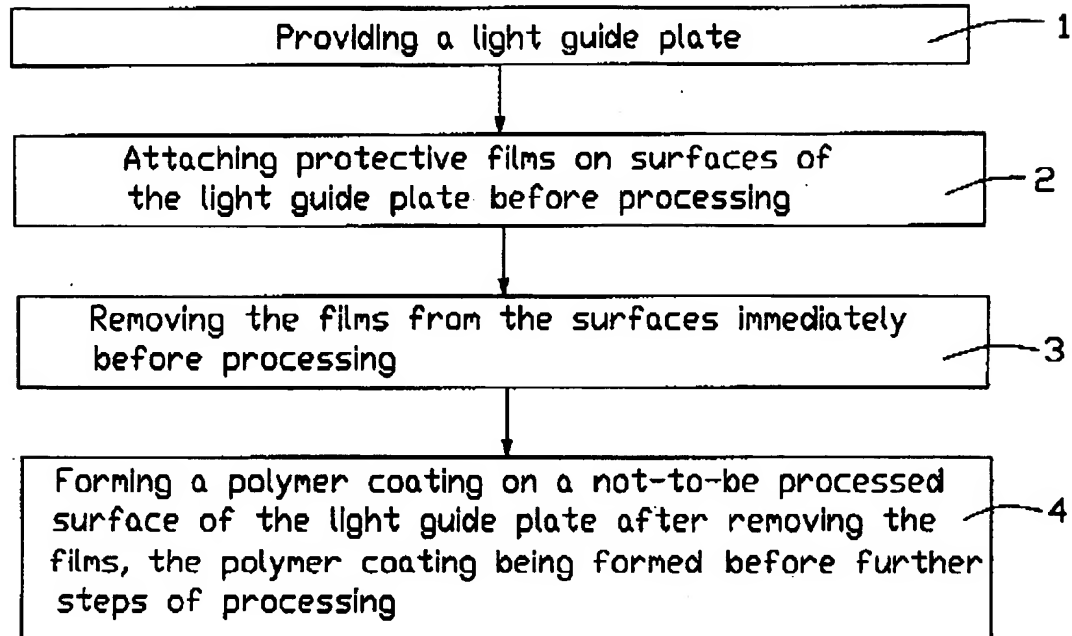 Providing a light guide plate
1
Attaching protective films on surfaces of
the light guide plate before processing
2
Removing the films from the surfaces immediately
before processing
3
Forming a polymer coating on a not-to-be processed
surface of the light guide plate after removing the
films, the polymer coating being formed before further
steps of processing
4